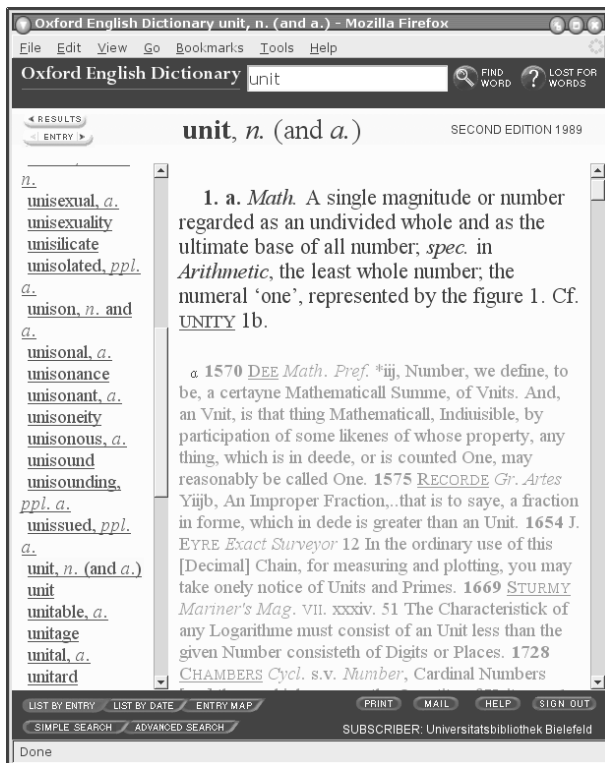 Oxford English Dictionary unit, n. (and a.) - Mozilla Firefox
File Edit View Go Bookmarks Tools Help
Oxford English Dictionary unit FIND WORD ? LOST FOR WORDS
RESULTS
ENTRY
unit, n. (and a.) SECOND EDITION 1989
n.
unisexual, a.
unisexuality
unisilicate
unisolated, ppl.
a.
unison, n. and
a.
unisonal, a.
unisonance
unisonant, a.
unisoneity
unisonous, a.
unisound
unisounding,
ppl. a.
unissued, ppl.
a.
unit, n. (and a.)
unit
unitable, a.
unitage
unital, a.
unitard
1. a. Math. A single magnitude or number
regarded as an undivided whole and as the
ultimate base of all number; spec. in
Arithmetic, the least whole number; the
numeral ‘one’, represented by the figure 1. Cf.
UNITY 1b.
α 1570 DEE Math. Pref. *iij, Number, we define, to
be, a certayne Mathematicall Summe, of Vnits. And,
an Vnit, is that thing Mathematicall, Indiuisible, by
participation of some likenes of whose property, any
thing, which is in deede, or is counted One, may
reasonably be called One. 1575 RECORDE Gr. Artes
Yiijb, An Improper Fraction,..that is to saye, a fraction
in forme, which in dede is greater than an Unit. 1654 J.
EYRE Exact Surveyor 12 In the ordinary use of this
[Decimal] Chain, for measuring and plotting, you may
take onely notice of Units and Primes. 1669 STURMY
Mariner's Mag. VII. xxxiv. 51 The Characteristick of
any Logarithme must consist of an Unit less than the
given Number consisteth of Digits or Places. 1728
CHAMBERS Cycl. s.v. Number, Cardinal Numbers
LIST BY ENTRY LIST BY DATE ENTRY MAP PRINT MAIL HELP SIGN OUT
SIMPLE SEARCH ADVANCED SEARCH SUBSCRIBER: Universitatsbibliothek Bielefeld
Done